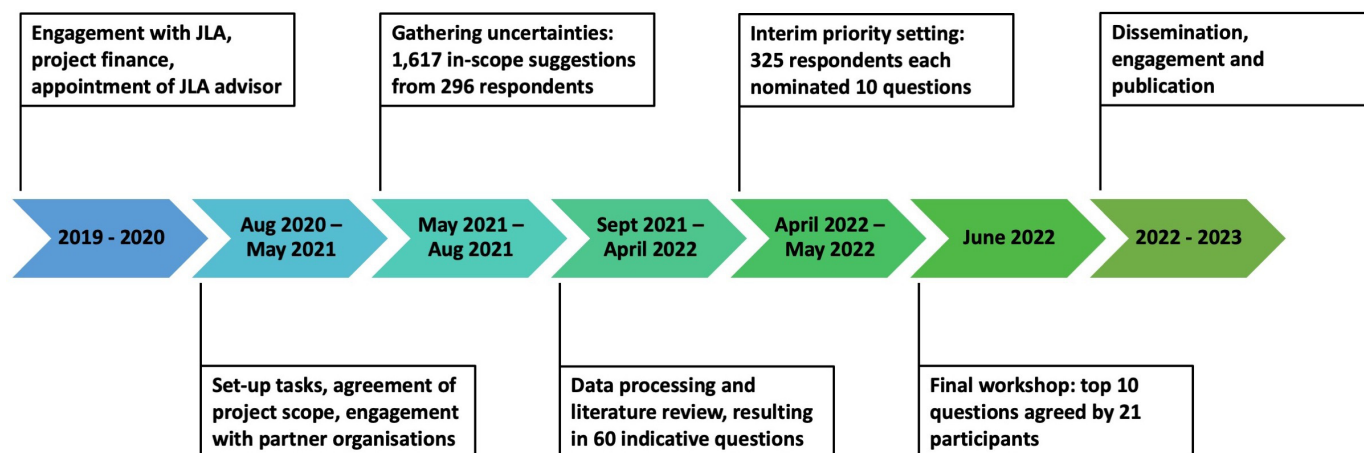 Engagement with JLA,
project finance,
appointment of JLA advisor
Gathering uncertainties:
1,617 in-scope suggestions
from 296 respondents
Interim priority setting:
325 respondents each
nominated 10 questions
Dissemination,
engagement and
publication
2019 - 2020
Aug 2020 –
May 2021
May 2021 –
Aug 2021
Sept 2021 –
April 2022
April 2022 –
May 2022
June 2022
2022 - 2023
Set-up tasks, agreement of
project scope, engagement
with partner organisations
Data processing and
literature review, resulting
in 60 indicative questions
Final workshop: top 10
questions agreed by 21
participants